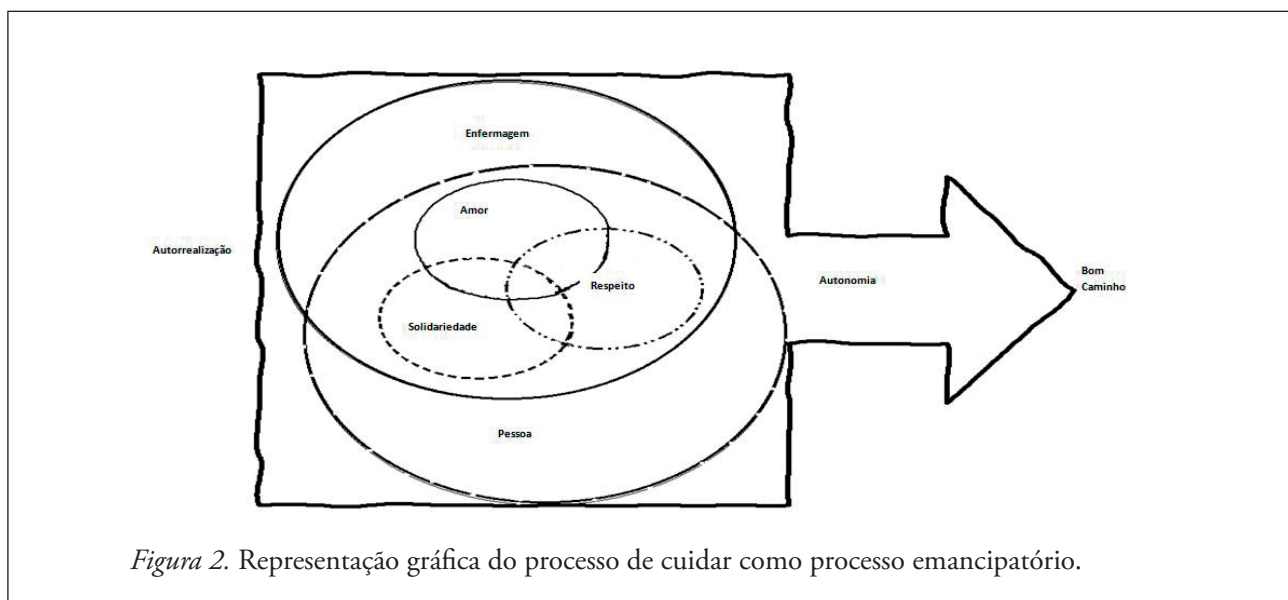 Enfermagem
Amor
Autorrealização
Respeito
Autonomia
Bom
Caminho
Solidariedade
Pessoa
Figura 2. Representação gráfica do processo de cuidar como processo emancipatório.